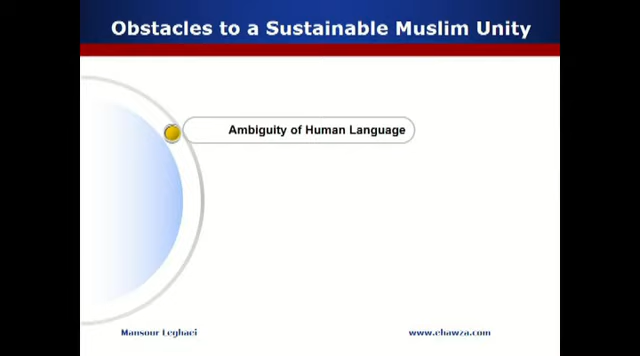 Obstacles to a Sustainable Muslim Unity
Ambiguity of Human Language
Mansour Leghaei
www.ehawza.com